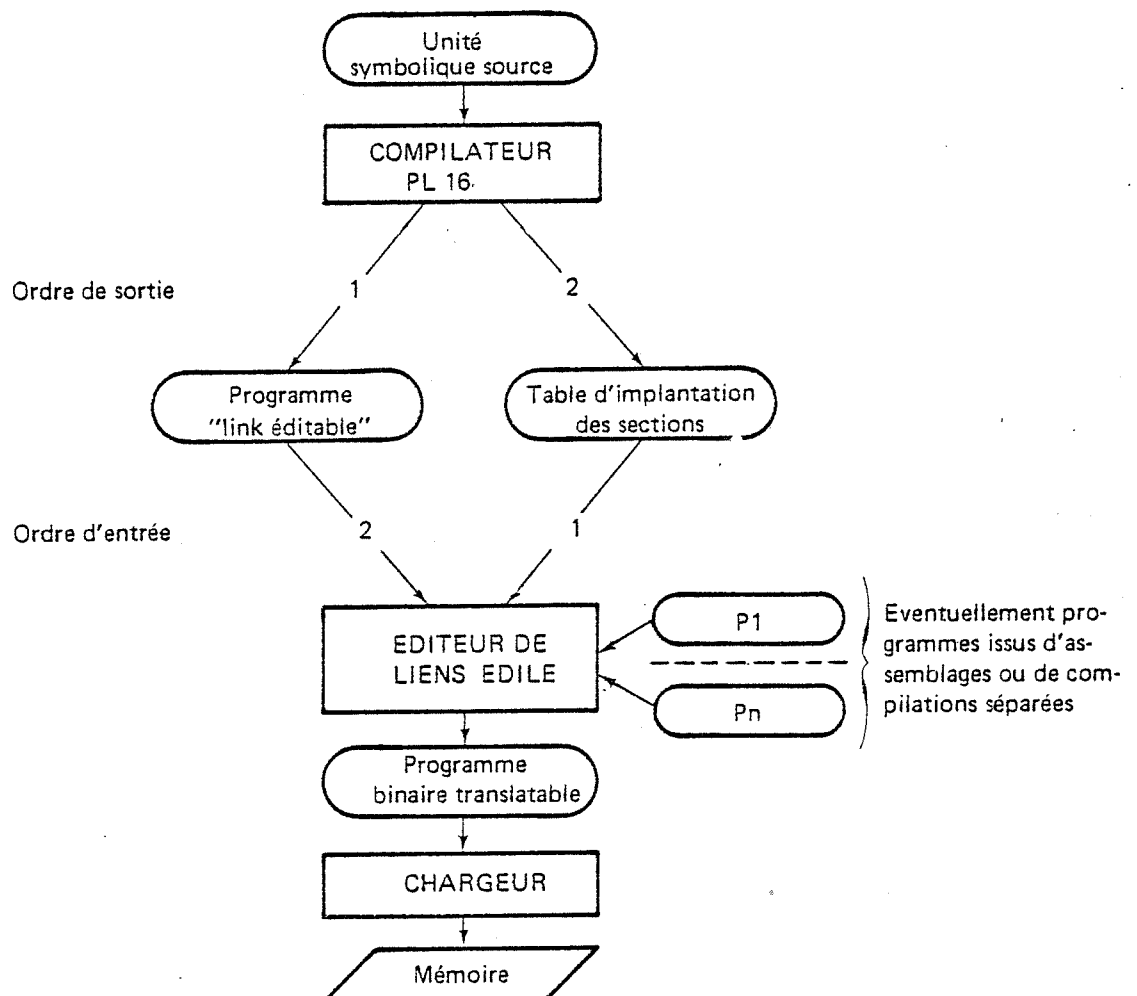 Unité
symbolique source
COMPILATEUR
PL 16
Ordre de sortie
1
2
Programme
"link éditable"
Table d'implantation
des sections
Ordre d'entrée
2
1
EDITEUR DE
LIENS EDILE
P1
Pn
Eventuellement pro-
grammes issus d'as-
semblages ou de com-
pilations séparées
Programme
binaire translatable
CHARGEUR
Mémoire